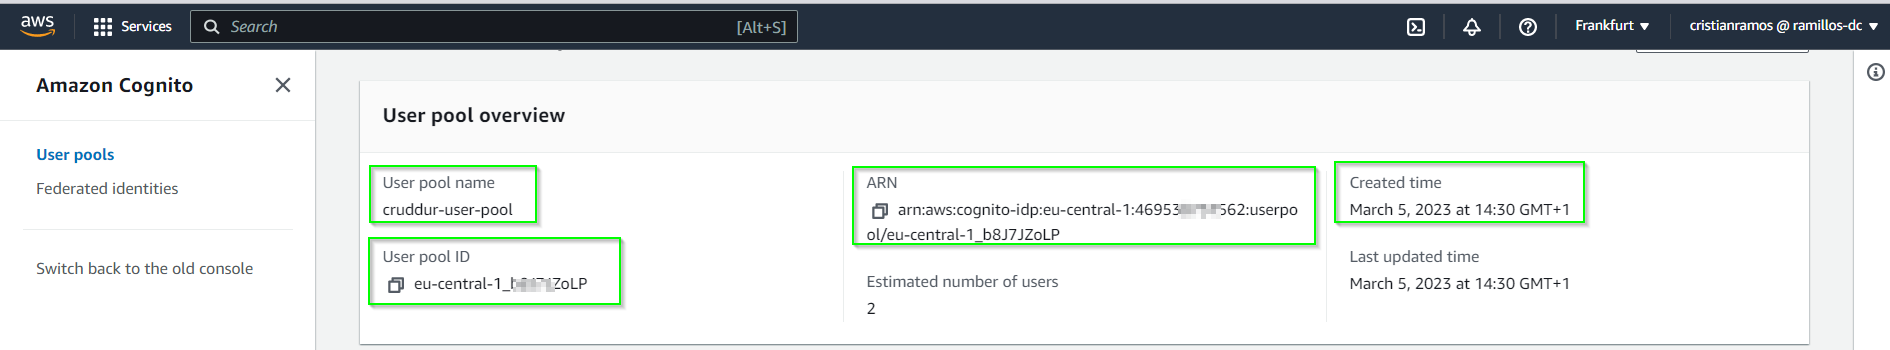 aws
Services
Search
[Alt+S]
Frankfurt
cristianramos @ ramillos-dc
Amazon Cognito
User pools
Federated identities
Switch back to the old console
User pool overview
User pool name
cruddur-user-pool
User pool ID
eu-central-1_ ZoLP
ARN
arn:aws:cognito-idp:eu-central-1:46953 562:userpo
ol/eu-central-1_b8J7JZoLP
Estimated number of users
2
Created time
March 5, 2023 at 14:30 GMT+1
Last updated time
March 5, 2023 at 14:30 GMT+1